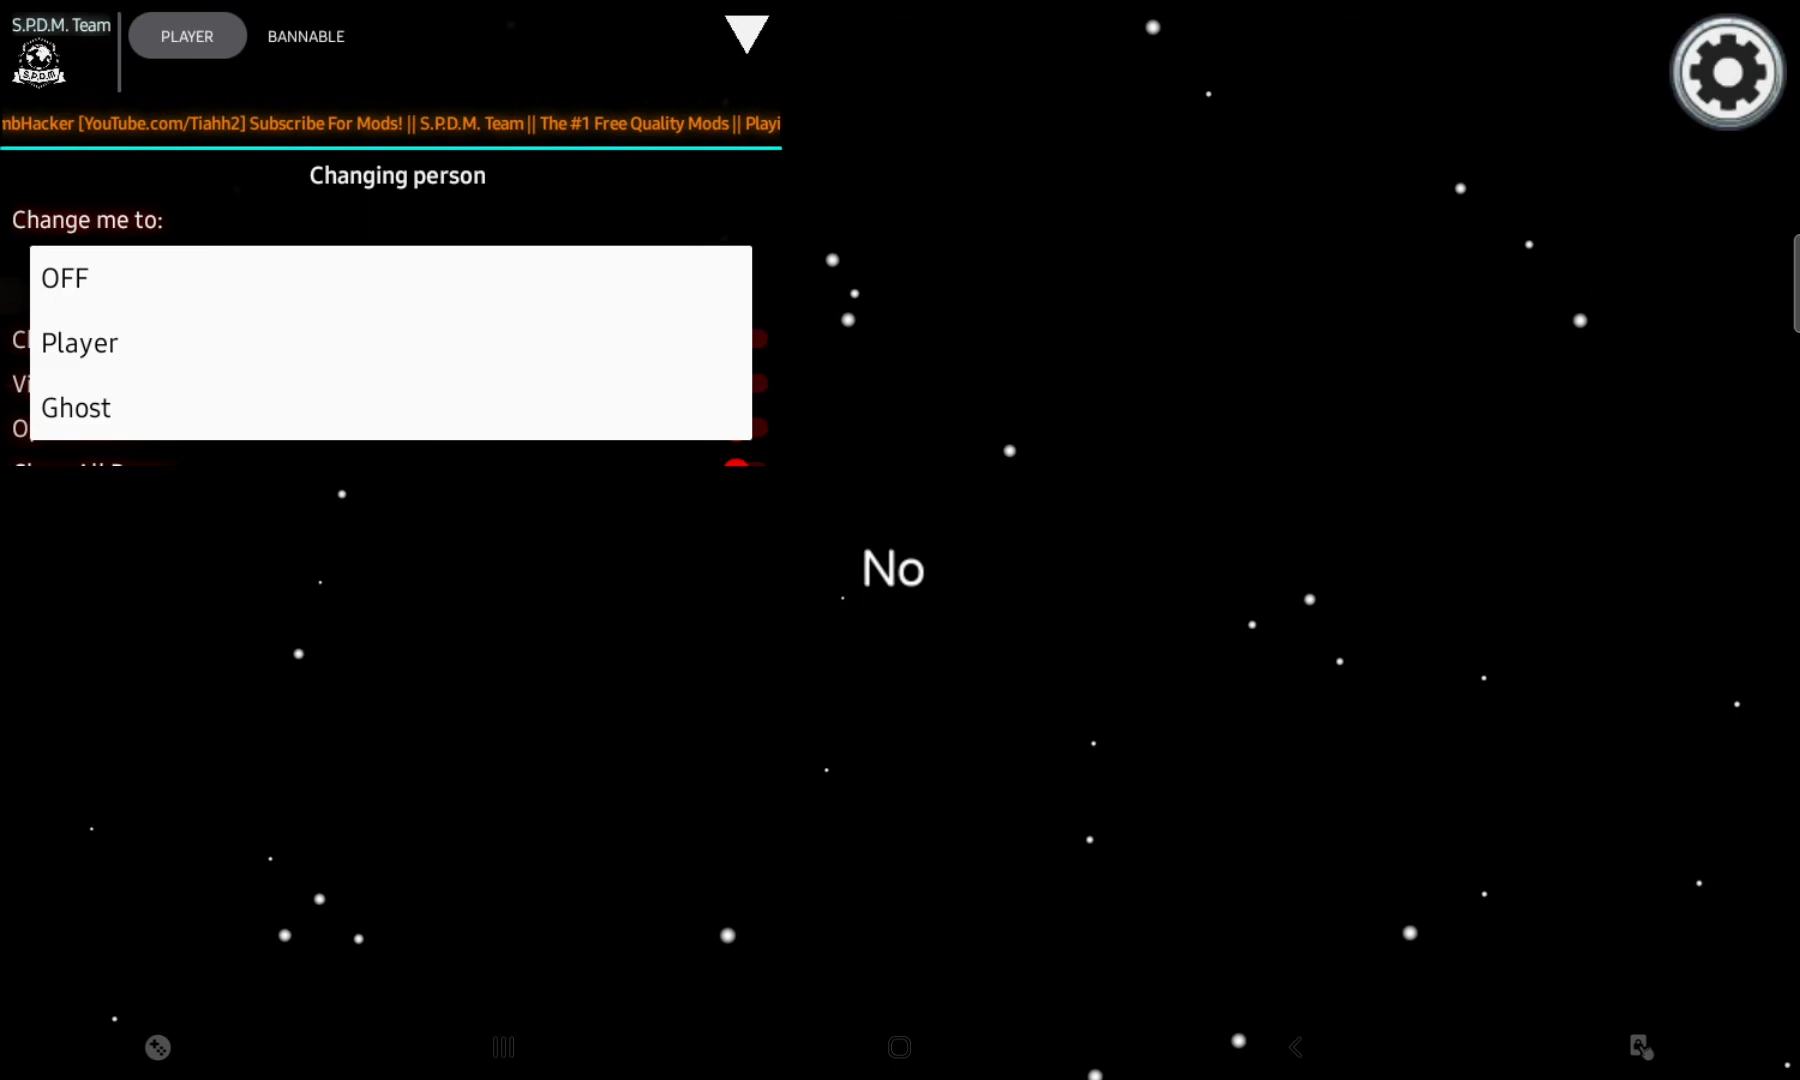 S.P.D.M. Team
S.P.D.M
PLAYER
BANNABLE
mbHacker [YouTube.com/Tiahh2] Subscribe For Mods! || S.P.D.M. Team || The #1 Free Quality Mods || Playi
Changing person
Change me to:
OFF
Player
Ghost
No